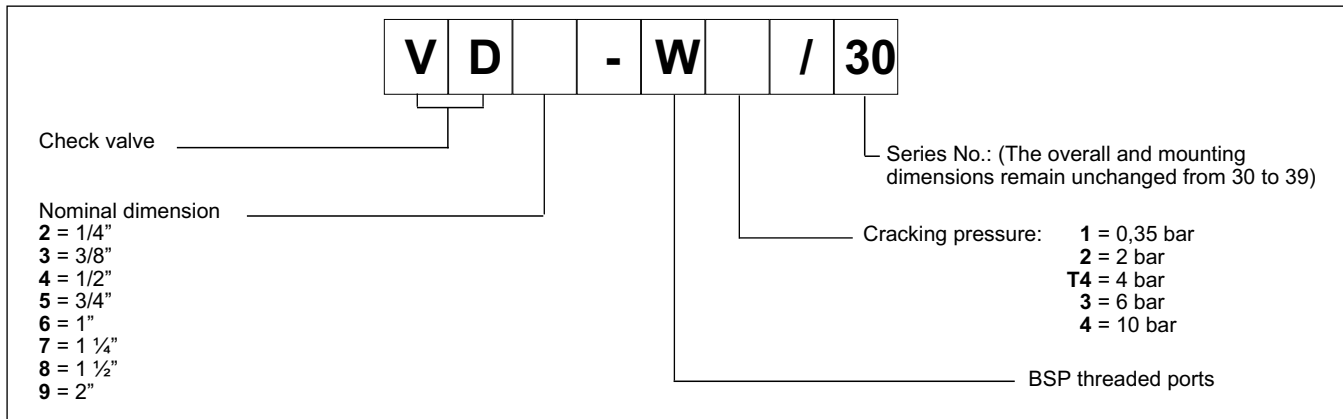 V D - W / 30
Check valve
Series No.: (The overall and mounting
dimensions remain unchanged from 30 to 39)
Nominal dimension
2 = 1/4”
3 = 3/8”
4 = 1/2”
5 = 3/4”
6 = 1”
7 = 1 ¼”
8 = 1 ½”
9 = 2”
Cracking pressure: 1 = 0,35 bar
2 = 2 bar
T4 = 4 bar
3 = 6 bar
4 = 10 bar
BSP threaded ports